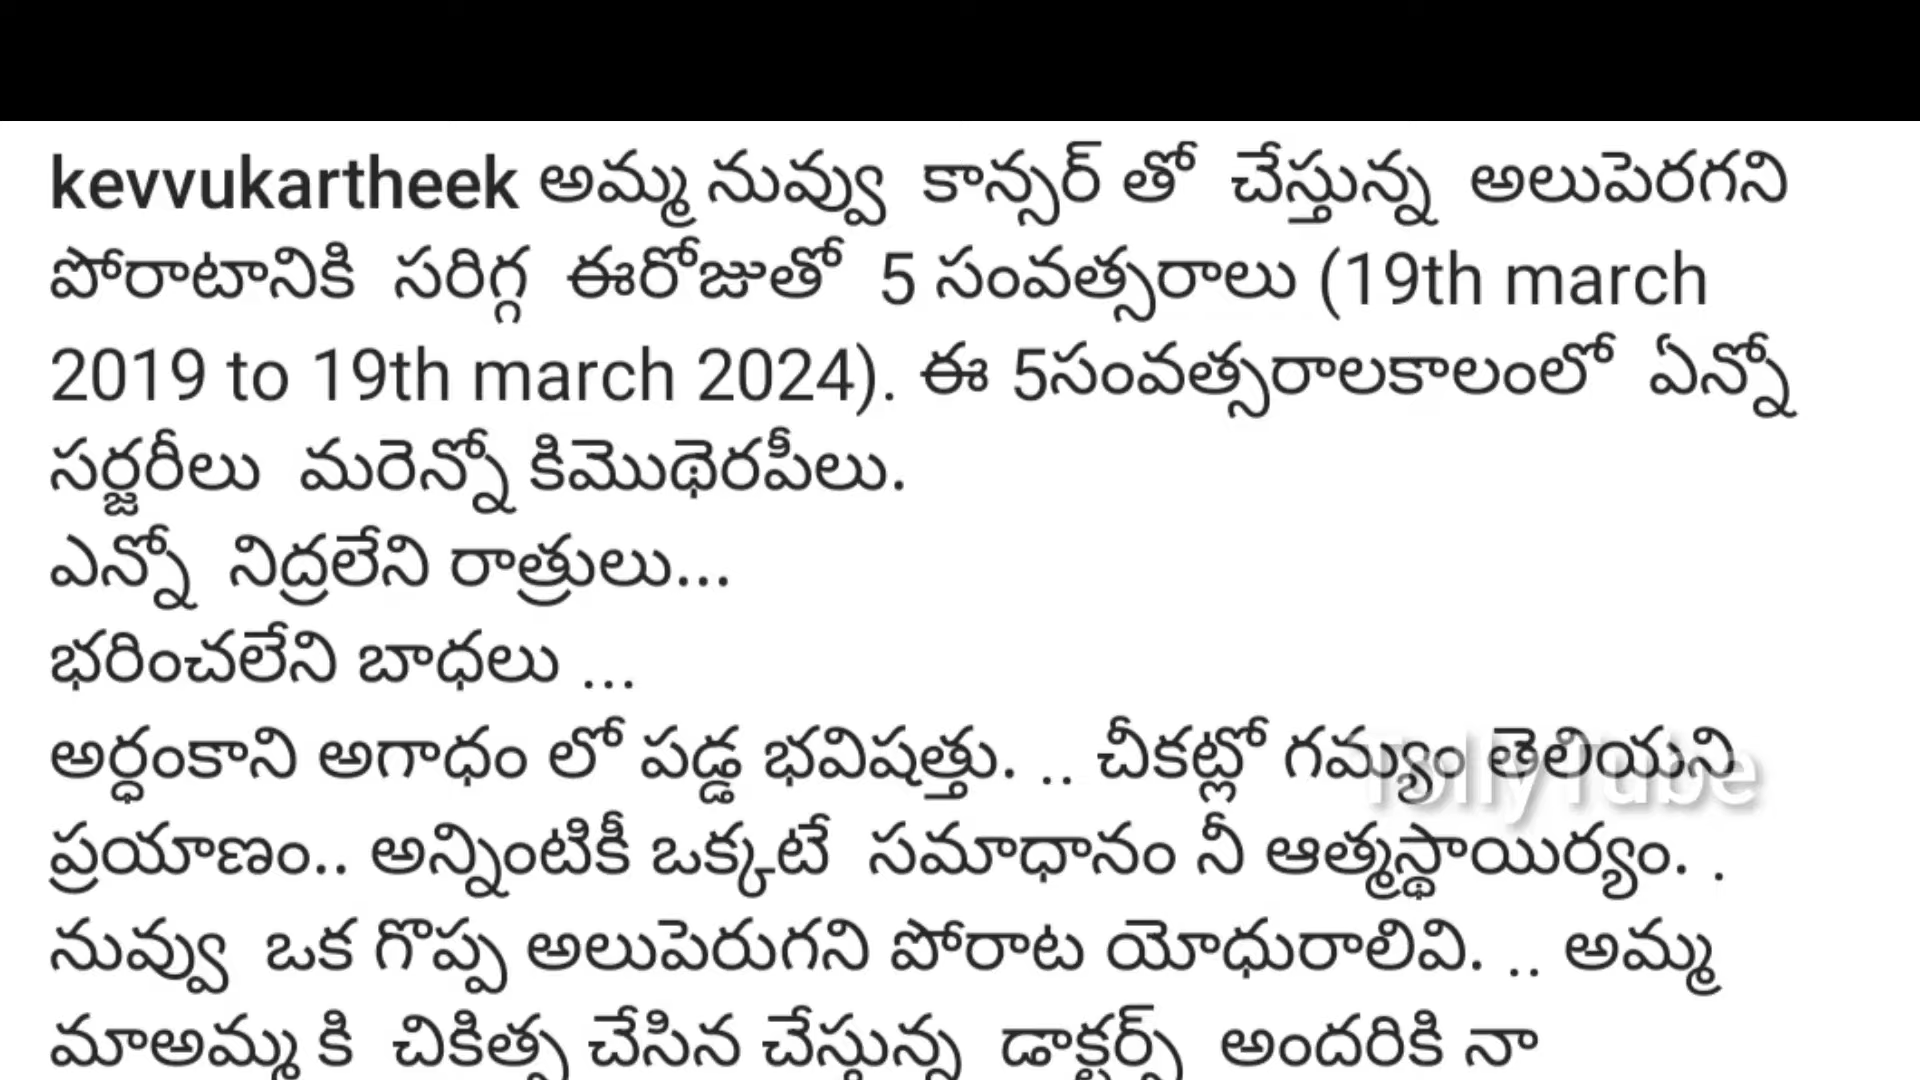 kevvukartheek అమ్మ నువ్వు కాన్సర్ తో చేస్తున్న అలుపెరగని
పోరాటానికి సరిగ్గ ఈరోజుతో 5 సంవత్సరాలు (19th march
2019 to 19th march 2024). ఈ 5సంవత్సరాలకాలంలో ఏన్నో
సర్జరీలు మరెన్నో కిమొథెరపీలు.
ఎన్నో నిద్రలేని రాత్రులు...
భరించలేని బాధలు ...
అర్ధంకాని అగాధం లో పడ్డ భవిషత్తు. .. చీకట్లో గమ్యం తెలియని
TollyTube
ప్రయాణం.. అన్నింటికీ ఒక్కటే సమాధానం నీ ఆత్మస్థాయిర్యం. .
నువ్వు ఒక గొప్ప అలుపెరుగని పోరాట యోధురాలివి. .. అమ్మ
మాఅమ్మ కి చికిత్స చేసిన చేస్తున్న డాక్టర్స్ అందరికి నా